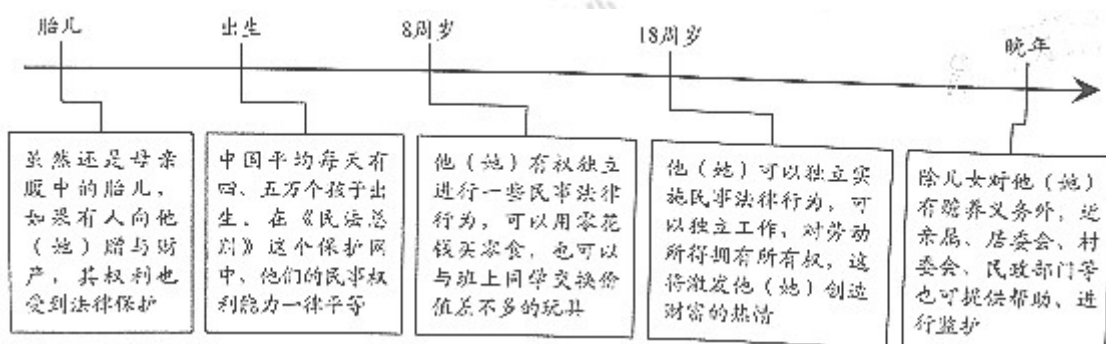 胎儿
出生
8周岁
18周岁
晚年
虽然还是母亲
腹中的胎儿，
如果有人向他
（她）赠与财
产，其权利也
受到法律保护
中国平均每天有
四、五万个孩子出
生、在《民法总
则》这个保护网
中、他们的民事权
利能力一律平等
他（她）有权独立
进行一些民事法律
行为，可以用零花
钱买零食，也可以
与班上同学交换价
值差不多的玩具
他（她）可以独立实
施民事法律行为，可
以独立工作，对劳动
所得拥有所有权，这
将激发他（她）创造
财富的热情
除儿女对他（她）
有赡养义务外，近
亲属、居委会、村
委会、民政部门等
也可提供帮助、进
行监护